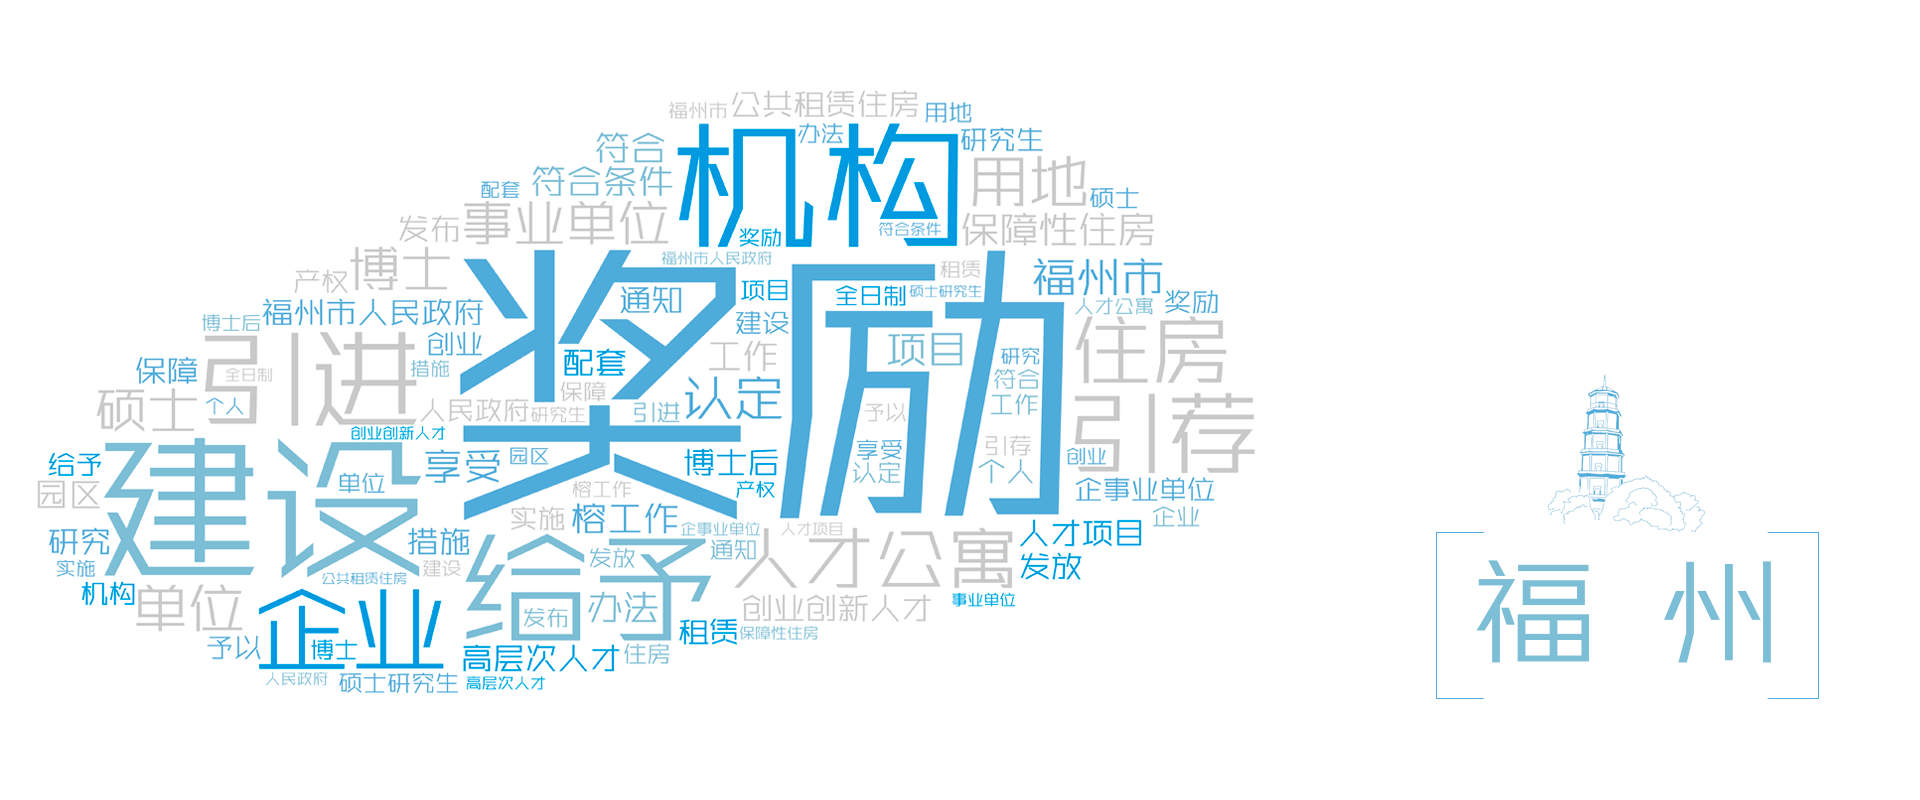 福州市 公共租赁住房 用地
符合 机构 办法 研究生
配套 符合条件 用地 硕士
发布 事业单位 奖励 符合条件 保障性住房
产权 博士 福州市人民政府 租赁 福州市
博士后 福州市人民政府 奖励 通知 项目 全日制 硕士研究生 人才公寓 奖励
保障 引进 创业 建设 住房
全日制 措施 配套 工作 项目 研究
硕士 个人 人民政府 研究生 保障 引进 认定 予以 符合 工作 引荐
创业创新人才 引荐
给予 建设 享受 园区 博士后 享受 认定 个人 创业
园区 单位 榕工作 产权 企事业单位
研究 措施 实施 榕工作 企事业单位 人才项目 人才项目 企业
实施 公共租赁住房 建设 给予 发放 通知 人才公寓 发放
机构 单位 企业 发布 办法 创业创新人才 事业单位
予以 博士 租赁 保障性住房
人民政府 硕士研究生 高层次人才 住房
高层次人才
福州